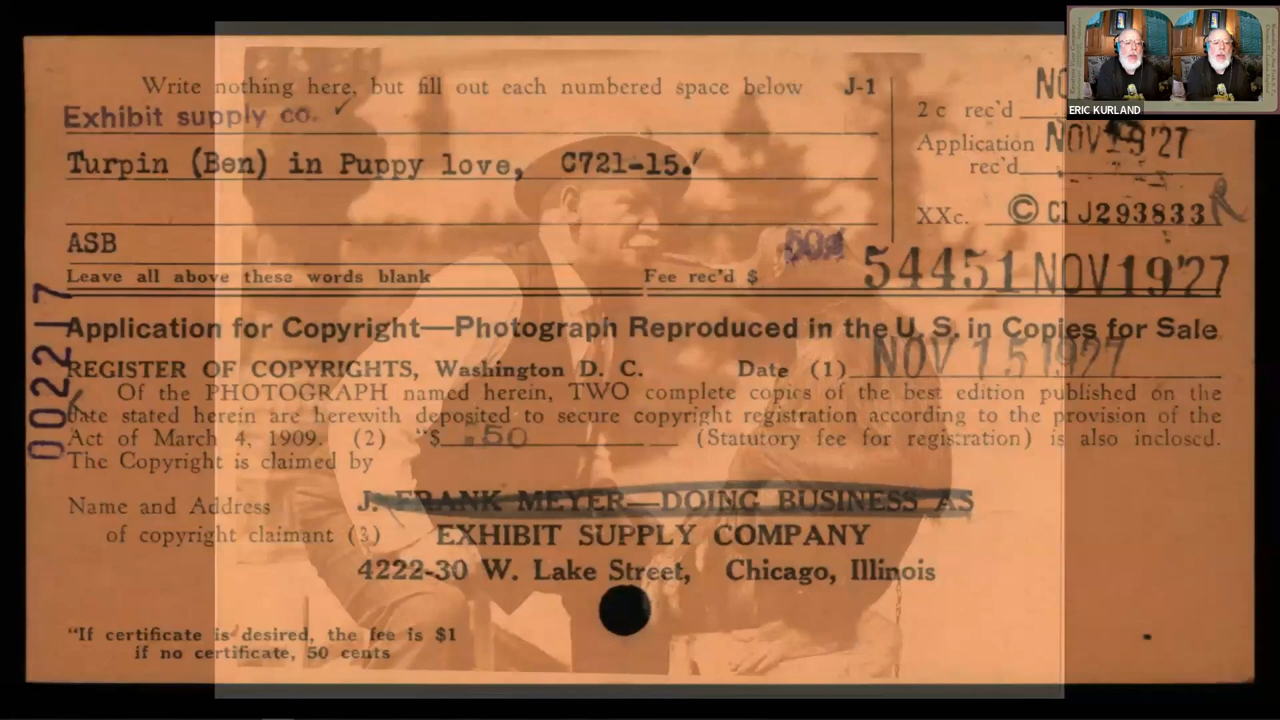 Write nothing here, but fill out each numbered space below J-1
Exhibit supply co. ✓
Turpin (Ben) in Puppy love, C721-15.
ASB
Leave all above these words blank
Fee rec'd $ 50¢
2 c rec'd NO
Application rec'd NOV 19 '27
XXc. © Cl J293833 R
54451 NOV 19 '27
002217
Application for Copyright—Photograph Reproduced in the U. S. in Copies for Sale
REGISTER OF COPYRIGHTS, Washington D. C. Date (1) NOV 15 1927
Of the PHOTOGRAPH named herein, TWO complete copies of the best edition published on the
date stated herein are herewith deposited to secure copyright registration according to the provision of the
Act of March 4, 1909. (2) "$ .50 (Statutory fee for registration) is also inclosed.
The Copyright is claimed by
Name and Address
of copyright claimant (3)
J. FRANK MEYER—DOING BUSINESS AS
EXHIBIT SUPPLY COMPANY
4222-30 W. Lake Street, Chicago, Illinois
"If certificate is desired, the fee is $1
if no certificate, 50 cents
ERIC KURLAND